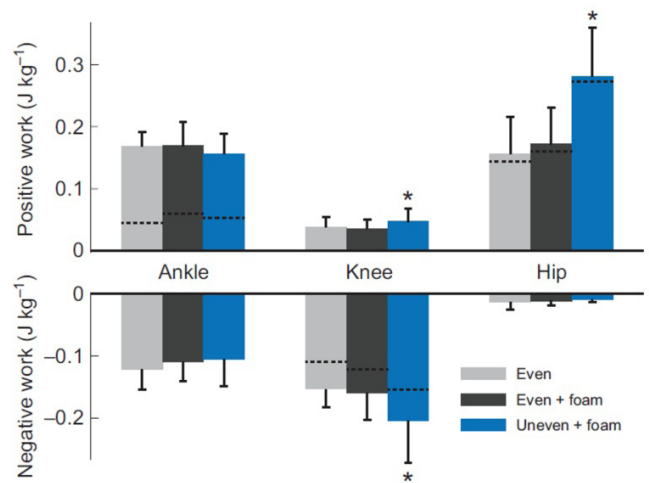 *
0.3
0.2
0.1
0
Positive work (J kg⁻¹)
*
Ankle Knee Hip
0
–0.1
–0.2
Negative work (J kg⁻¹)
Even
Even + foam
Uneven + foam
*